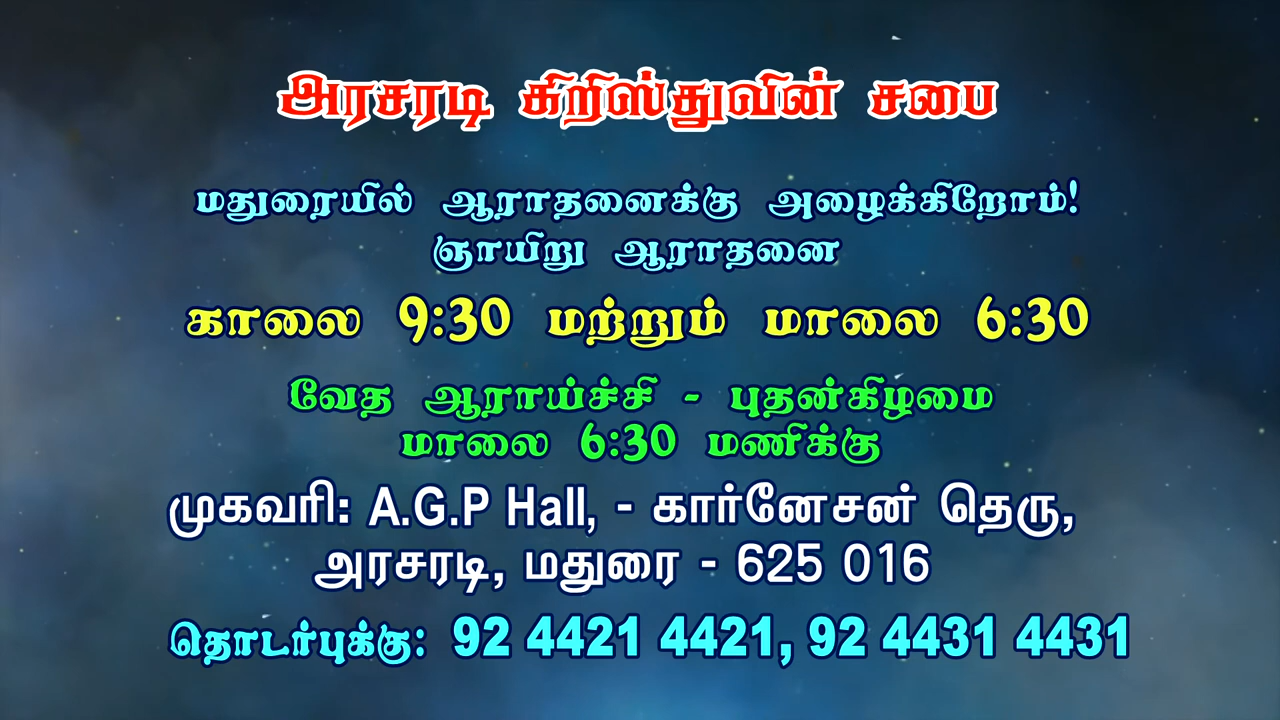 அரசரடி கிறிஸ்துவின் சபை
மதுரையில் ஆராதனைக்கு அழைக்கிறோம்!
ஞாயிறு ஆராதனை
காலை 9:30 மற்றும் மாலை 6:30
வேத ஆராய்ச்சி - புதன்கிழமை
மாலை 6:30 மணிக்கு
முகவரி: A.G.P Hall, - கார்னேசன் தெரு,
அரசரடி, மதுரை - 625 016
தொடர்புக்கு: 92 4421 4421, 92 4431 4431